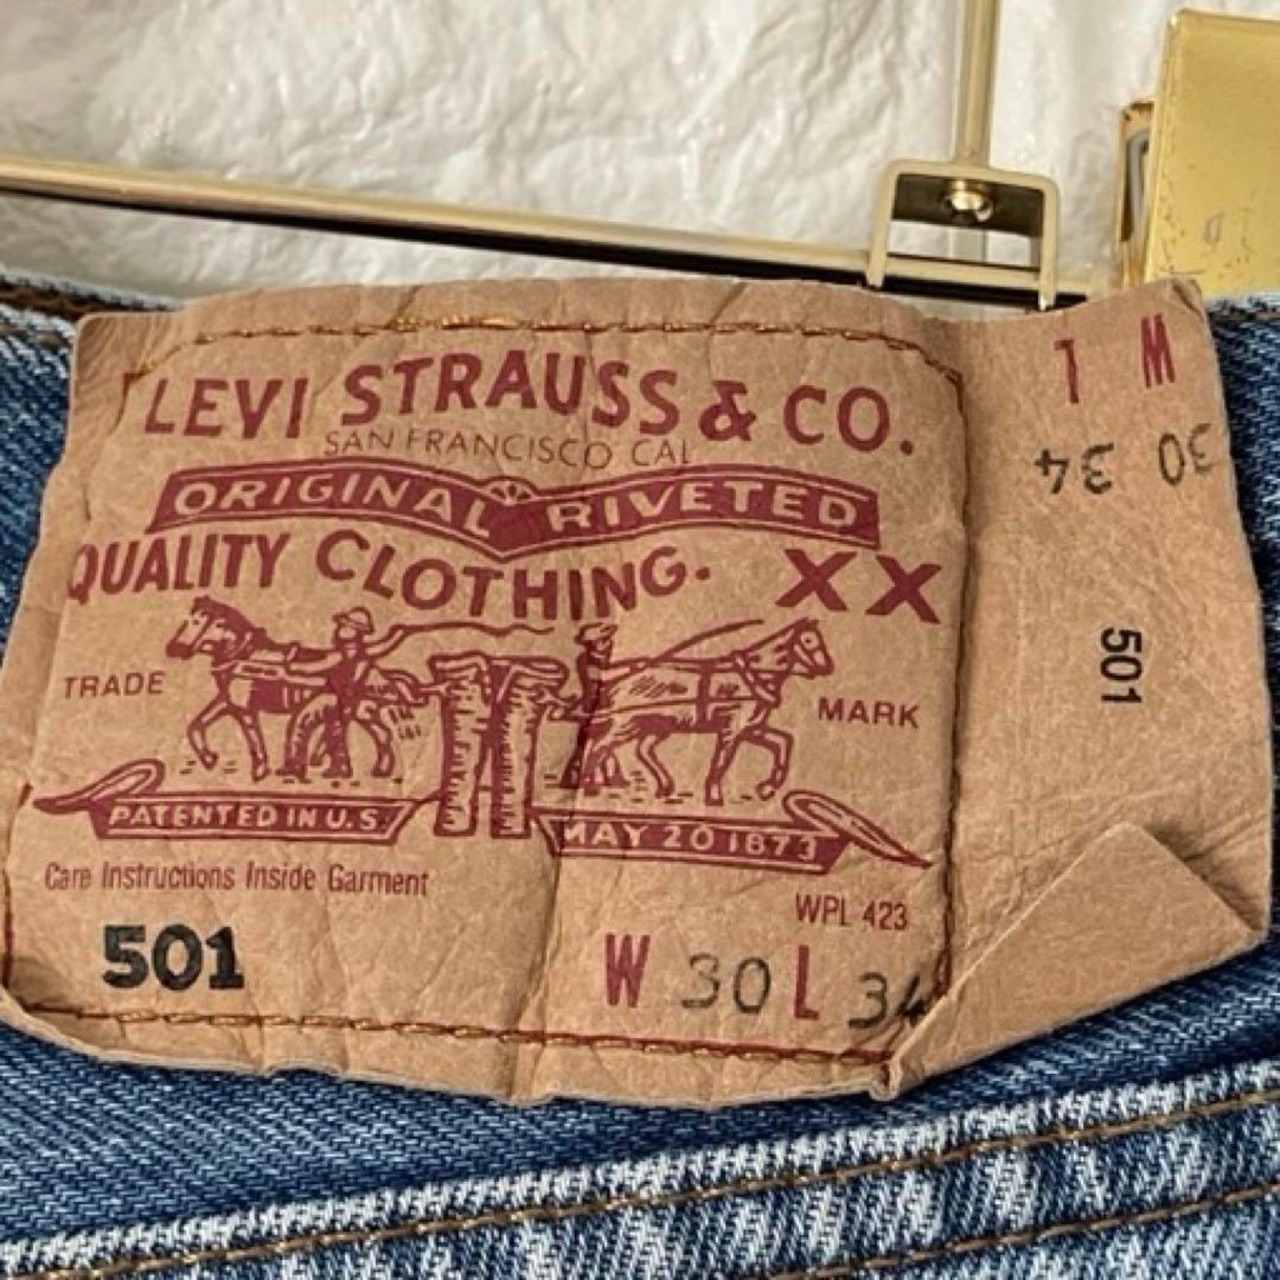 LEVI STRAUSS & CO.
SAN FRANCISCO CAL
ORIGINAL RIVETED
QUALITY CLOTHING. XX
TRADE MARK
PATENTED IN U.S. MAY 20 1873
Care Instructions Inside Garment
WPL 423
501
W 30 L 34
W L
30 34
501